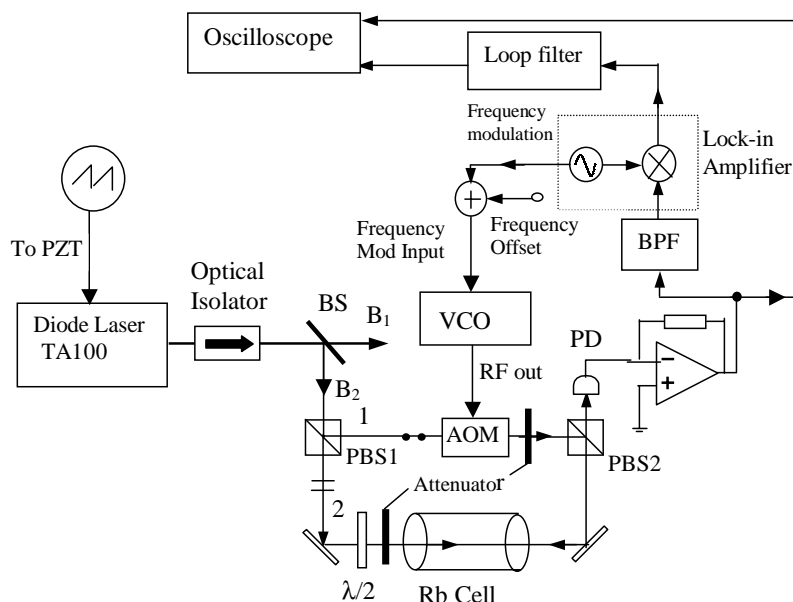 Oscilloscope
Loop filter
Frequency
modulation
Lock-in
Amplifier
To PZT
Frequency
Mod Input
Frequency
Offset
BPF
Optical
Isolator
BS
B1
Diode Laser
TA100
VCO
PD
B2
RF out
1
AOM
PBS1
PBS2
Attenuator
2
λ/2
Rb Cell